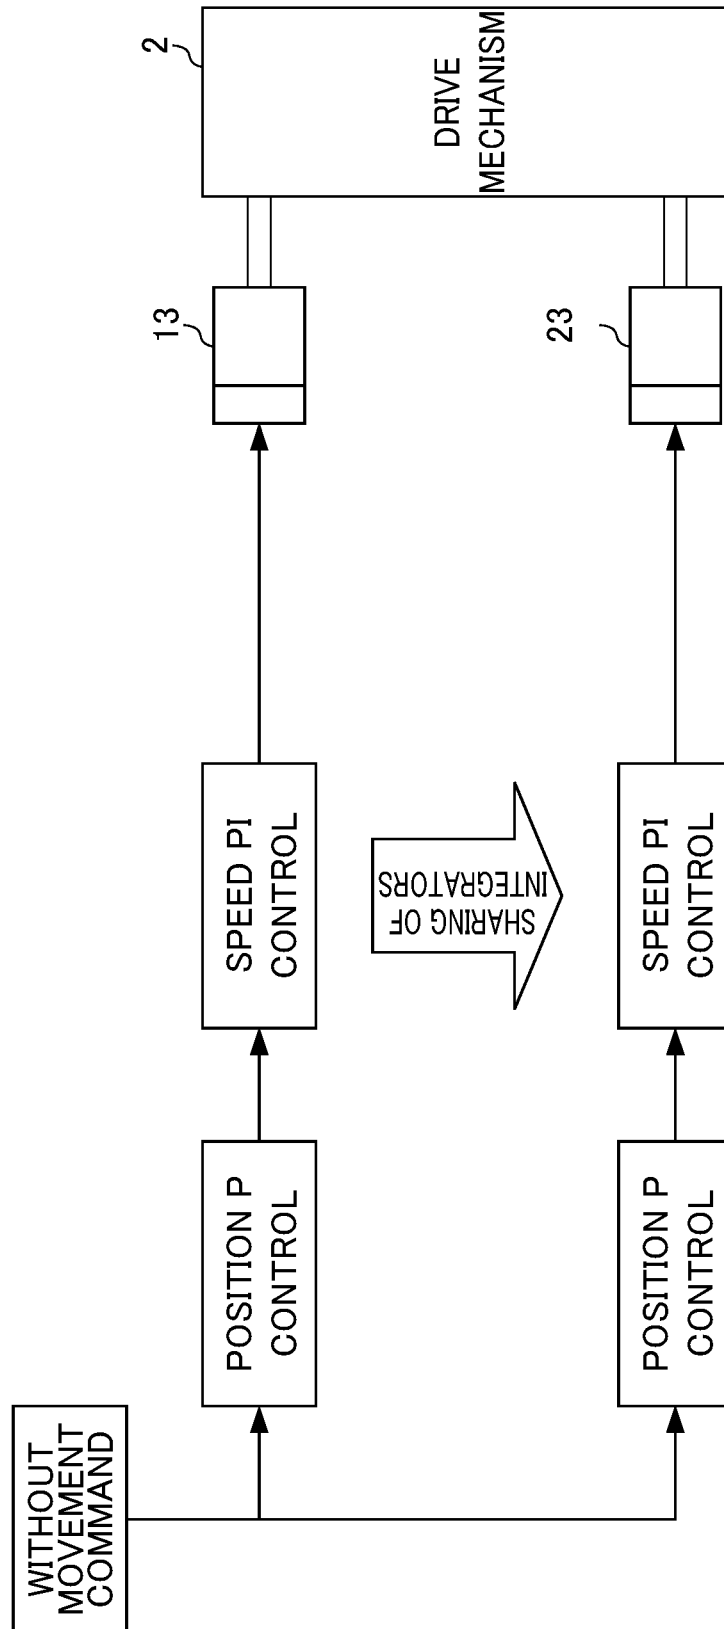 WITHOUT
MOVEMENT
COMMAND
POSITION P
CONTROL
SPEED PI
CONTROL
13
2
DRIVE
MECHANISM
SHARING OF
INTEGRATORS
POSITION P
CONTROL
SPEED PI
CONTROL
23